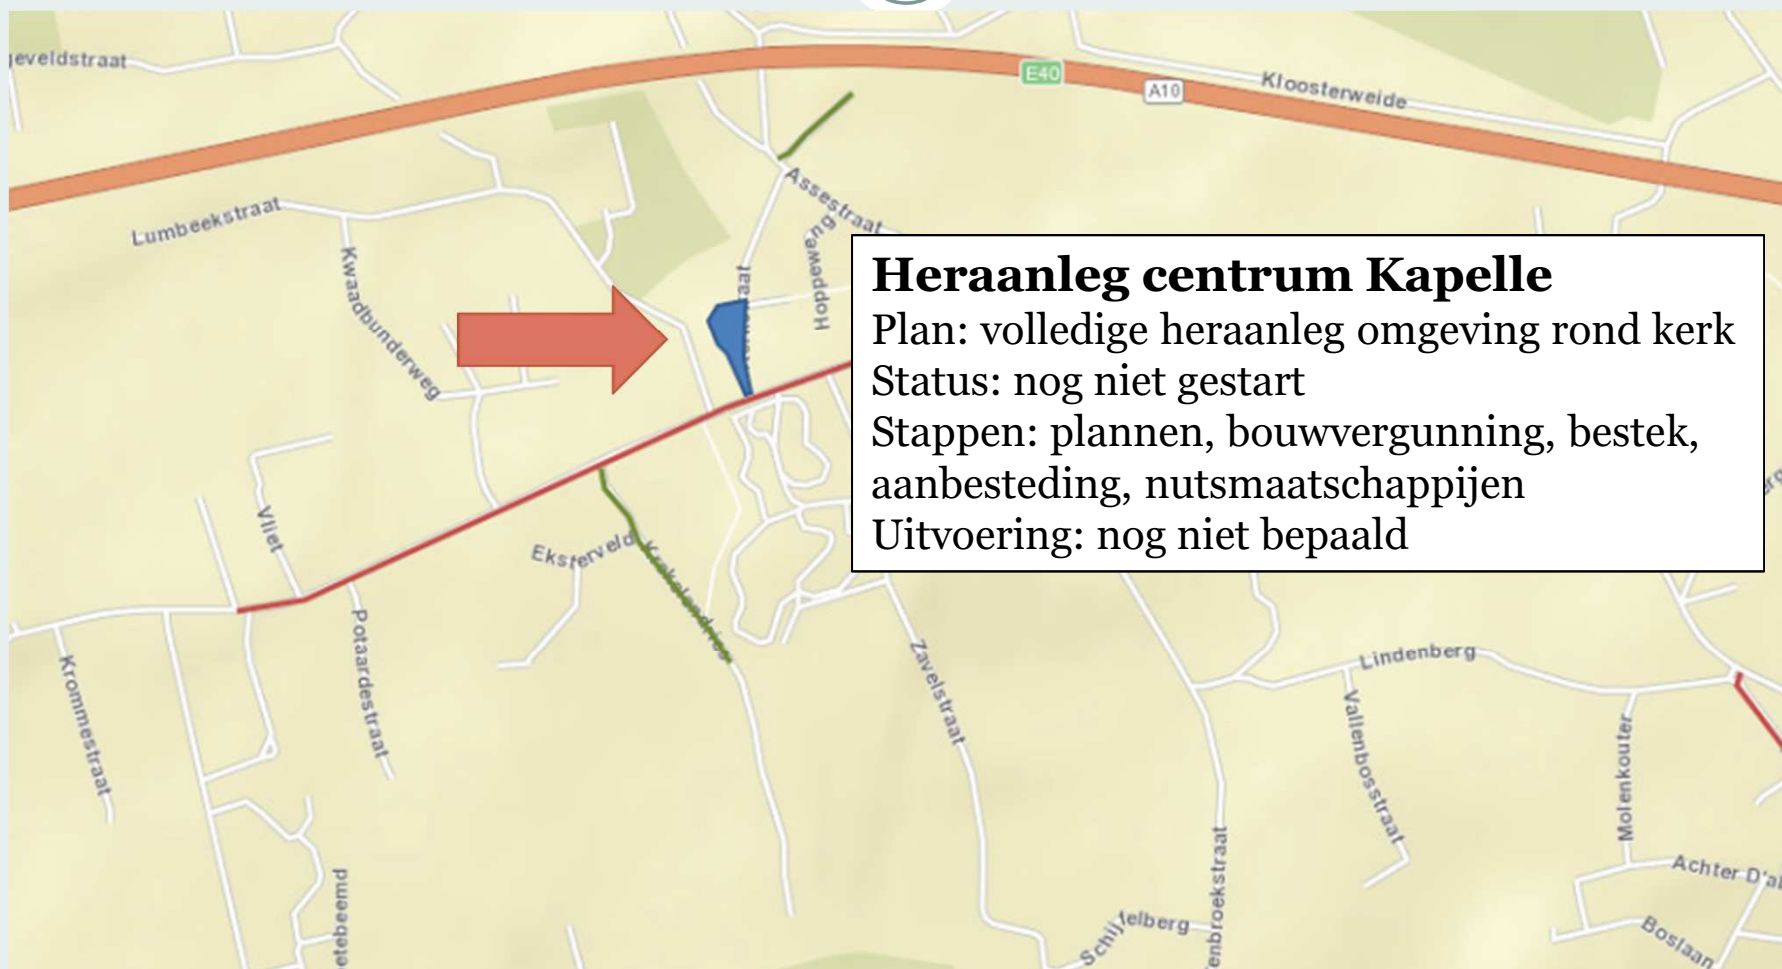 E40
A10
Kloosterweide
Assestraat
Lumbeekstraat
Hoppeweg
Kwaadbunderweg
Heraanleg centrum Kapelle
Plan: volledige heraanleg omgeving rond kerk
Status: nog niet gestart
Stappen: plannen, bouwvergunning, bestek,
aanbesteding, nutsmaatschappijen
Uitvoering: nog niet bepaald
Vliet
Eksterveld
Potaardestraat
Krommestraat
Zavelstraat
Lindenberg
Vallenbosstraat
Molenkouter
Achter
Boslaan